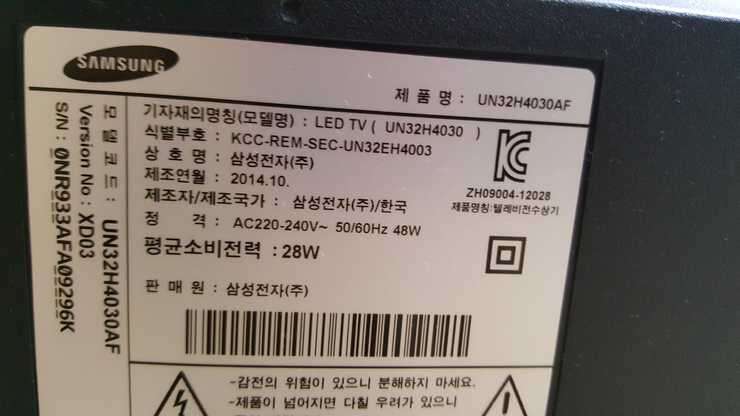 SAMSUNG
제 품 명 : UN32H4030AF
기자재의명칭(모델명) : LED TV ( UN32H4030 )
식별부호 : KCC-REM-SEC-UN32EH4003
상 호 명 : 삼성전자(주)
제조연월 : 2014.10.
제조자/제조국가 : 삼성전자(주)/한국
정 격 : AC220-240V~ 50/60Hz 48W
평균소비전력 : 28W
판 매 원 : 삼성전자(주)
ZH09004-12028
제품명칭:텔레비전수상기
모 델 코 드 : UN32H4030AF
Version No : XD03
S/N : 0NR933AFA09296K
-감전의 위험이 있으니 분해하지 마세요.
-제품이 넘어지면 다칠 우려가 있으니